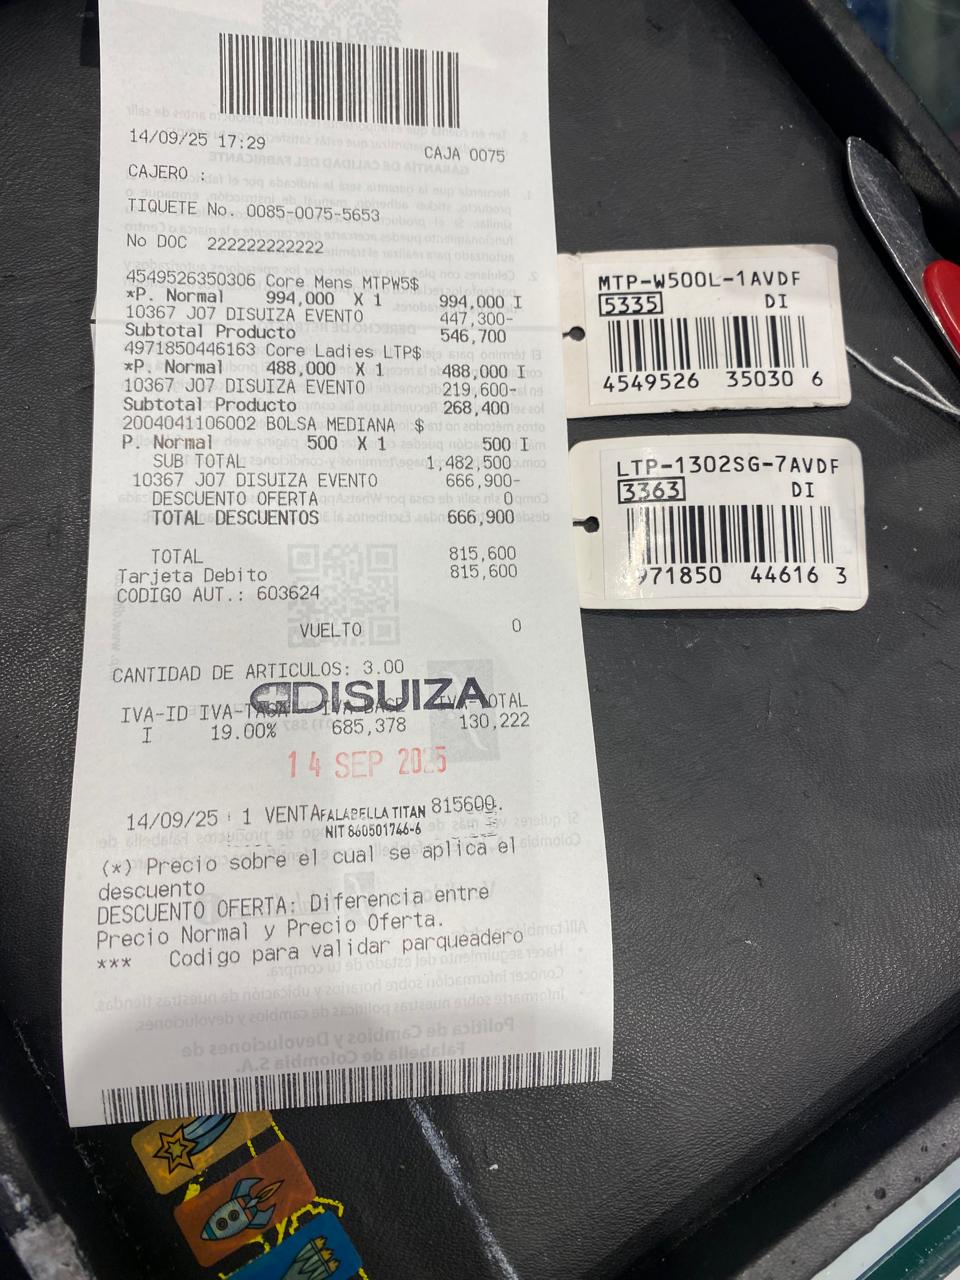 14/09/25 17:29 CAJA 0075
CAJERO :
TIQUETE No. 0085-0075-5653
No DOC 222222222222
4549526350306 Core Mens MTPW5$
*P. Normal 994,000 X 1 994,000 I
10367 J07 DISUIZA EVENTO 447,300-
Subtotal Producto 546,700
4971850446163 Core Ladies LTP$
*P. Normal 488,000 X 1 488,000 I
10367 J07 DISUIZA EVENTO 219,600-
Subtotal Producto 268,400
2004041106002 BOLSA MEDIANA $
P. Normal 500 X 1 500 I
SUB TOTAL 1,482,500
10367 J07 DISUIZA EVENTO 666,900-
DESCUENTO OFERTA 0
TOTAL DESCUENTOS 666,900
TOTAL 815,600
Tarjeta Debito 815,600
CODIGO AUT.: 603624
VUELTO 0
CANTIDAD DE ARTICULOS: 3.00
DISUIZA
IVA-ID IVA-TASA IVA-BASE IVA-TOTAL
I 19.00% 685,378 130,222
14 SEP 2025
14/09/25 1 VENTA 815600.
FALABELLA TITAN
NIT 860501746-6
(*) Precio sobre el cual se aplica el
descuento
DESCUENTO OFERTA: Diferencia entre
Precio Normal y Precio Oferta.
*** Codigo para validar parqueadero
MTP-W500L-1AVDF
5335 DI
4549526 35030 6
LTP-1302SG-7AVDF
3363 DI
971850 44616 3